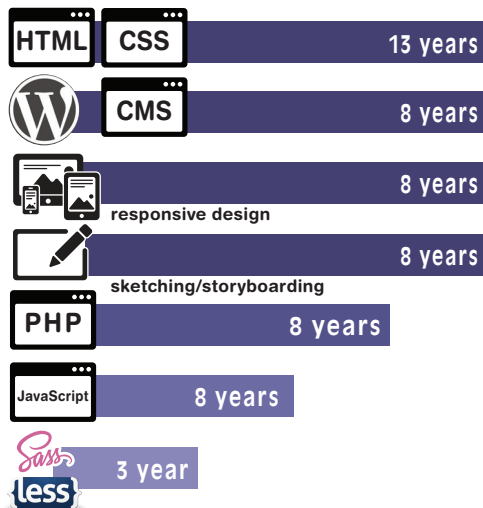 HTML CSS 13 years
W CMS 8 years
8 years
responsive design
8 years
sketching/storyboarding
PHP 8 years
JavaScript 8 years
Sass
3 year
{less}